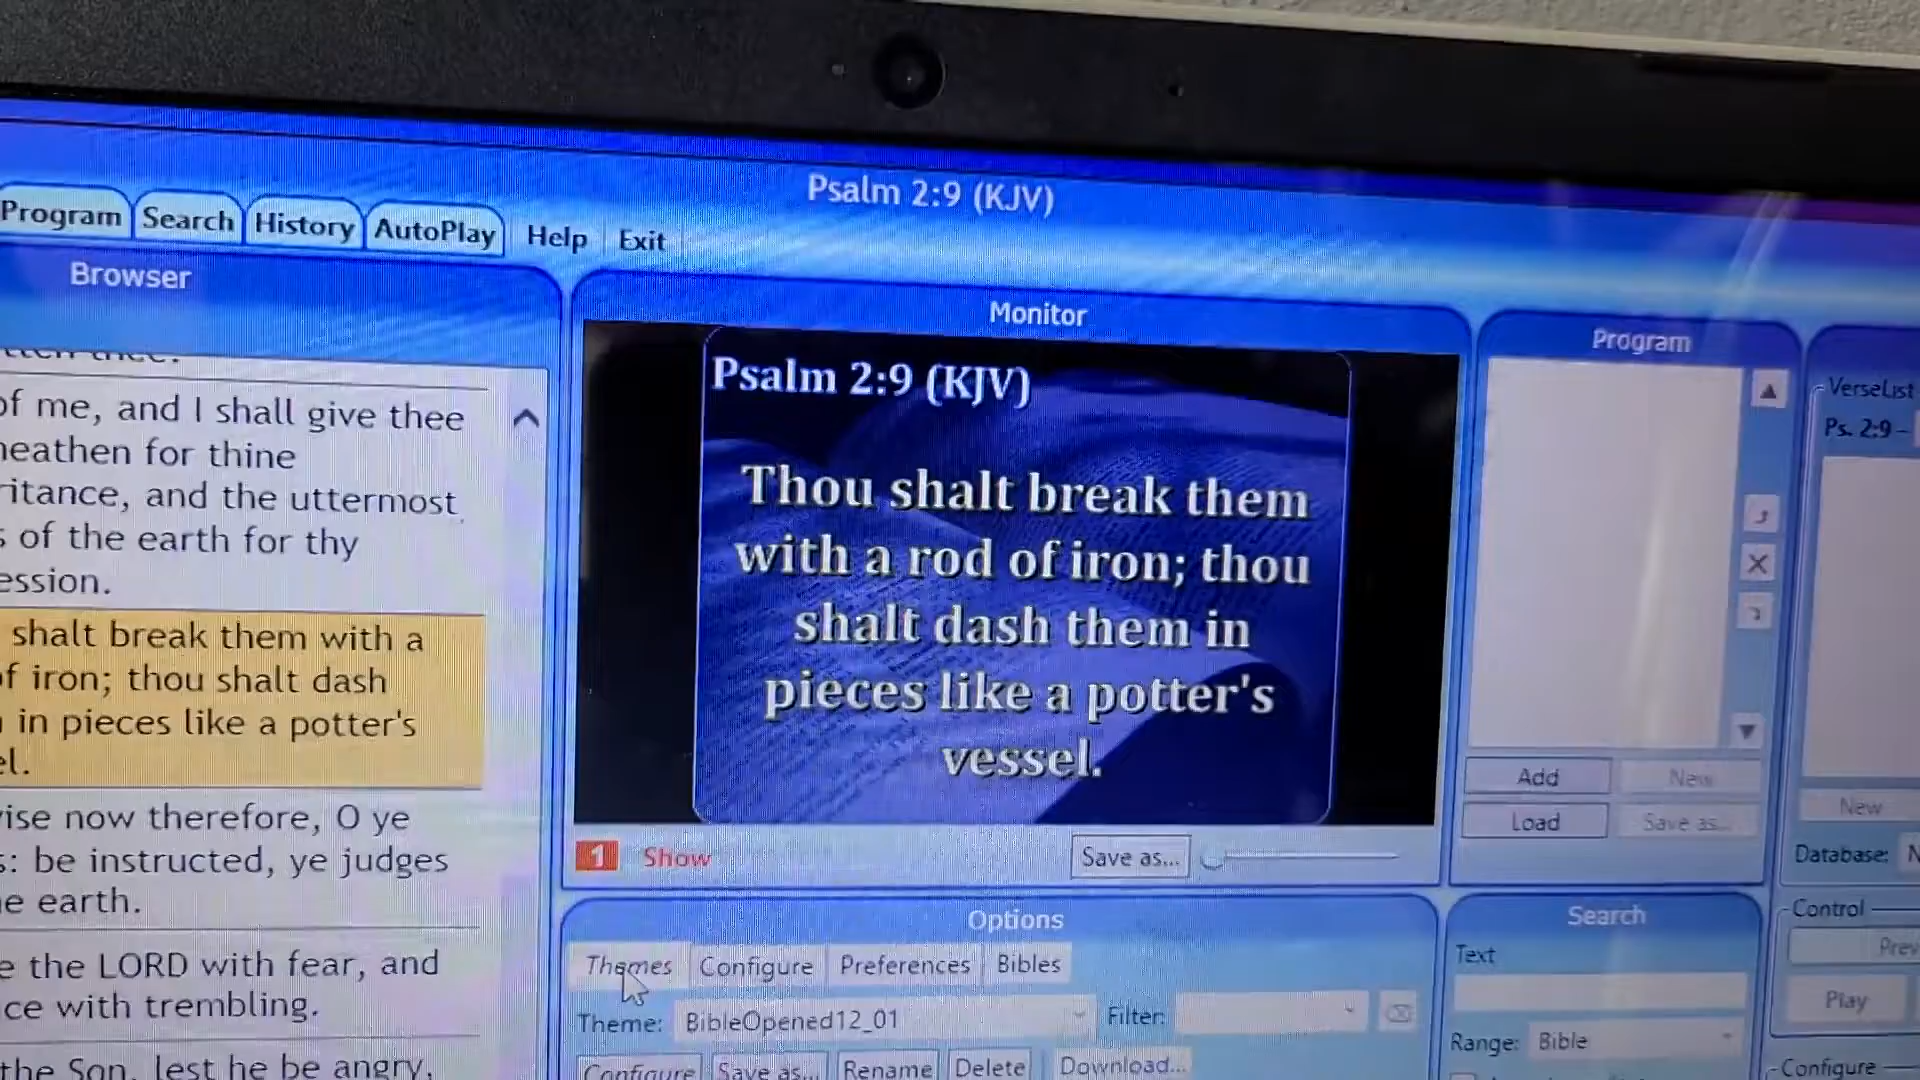 Psalm 2:9 (KJV)
Program Search History AutoPlay Help Exit
Browser
of me, and I shall give thee
heathen for thine
ritance, and the uttermost
s of the earth for thy
ession.
shalt break them with a
of iron; thou shalt dash
in pieces like a potter's
el.
ise now therefore, O ye
s: be instructed, ye judges
e earth.
e the LORD with fear, and
ce with trembling.
the Son, lest he be angry,
Monitor
Psalm 2:9 (KJV)
Thou shalt break them
with a rod of iron; thou
shalt dash them in
pieces like a potter's
vessel.
1 Show Save as...
Options
Themes Configure Preferences Bibles
Theme: BibleOpened12_01 Filter:
Configure Save as... Rename Delete Download...
Program
Add New
Load Save as...
Search
Text
Range: Bible
VerseList
Ps. 2:9 -
New
Database: N
Control
Prev
Play
Configure